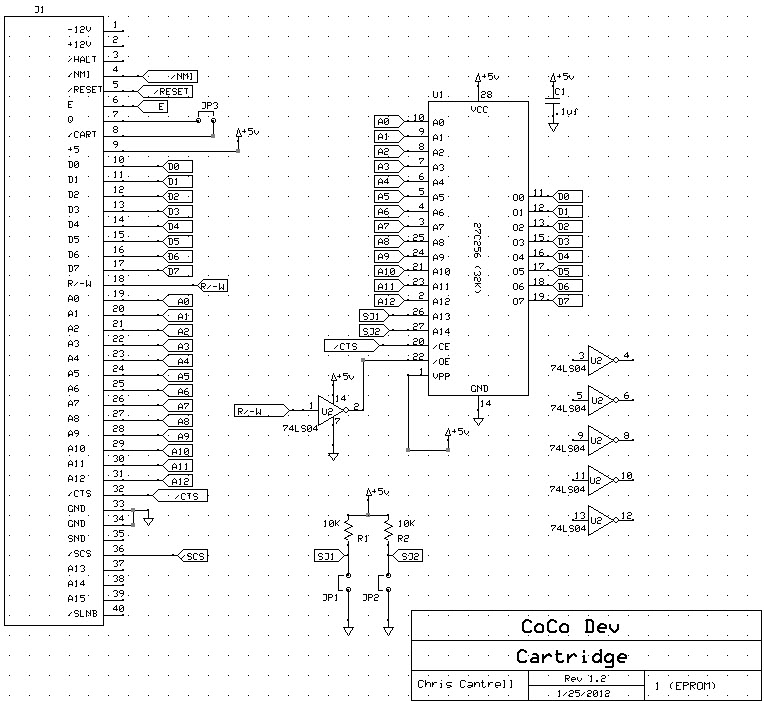 J1
-12V 1
+12V 2
/HALT 3
/NMI 4 /NMI
/RESET 5 /RESET
E 6 E
Q 7 JP3
/CART 8
+5 9 +5v
D0 10 D0
D1 11 D1
D2 12 D2
D3 13 D3
D4 14 D4
D5 15 D5
D6 16 D6
D7 17 D7
R/-W 18 R/-W
A0 19 A0
A1 20 A1
A2 21 A2
A3 22 A3
A4 23 A4
A5 24 A5
A6 25 A6
A7 26 A7
A8 27 A8
A9 28 A9
A10 29 A10
A11 30 A11
A12 31 A12
/CTS 32 /CTS
GND 33
GND 34
SND 35
/SCS 36 /SCS
A13 37
A14 38
A15 39
/SLNB 40
U1
+5v
28
VCC
A0 10 A0
A1 9 A1
A2 8 A2
A3 7 A3
A4 6 A4
A5 5 A5
A6 4 A6
A7 3 A7
A8 25 A8
A9 24 A9
A10 21 A10
A11 23 A11
A12 2 A12
SJ1 26 A13
SJ2 27 A14
/CTS 20 /CE
22 /OE
1 VPP
27C256 (32K)
O0 11 D0
O1 12 D1
O2 13 D2
O3 15 D3
O4 16 D4
O5 17 D5
O6 18 D6
O7 19 D7
GND
14
+5v
C1
.1uf
+5v
14
R/-W 1 U2 2
74LS04 7
+5v
3 U2 4
74LS04
5 U2 6
74LS04
9 U2 8
74LS04
11 U2 10
74LS04
13 U2 12
74LS04
+5v
10K 10K
R1 R2
SJ1 SJ2
JP1 JP2
CoCo Dev
Cartridge
Chris Cantrell
Rev 1.2
1/25/2012
1 (EPROM)